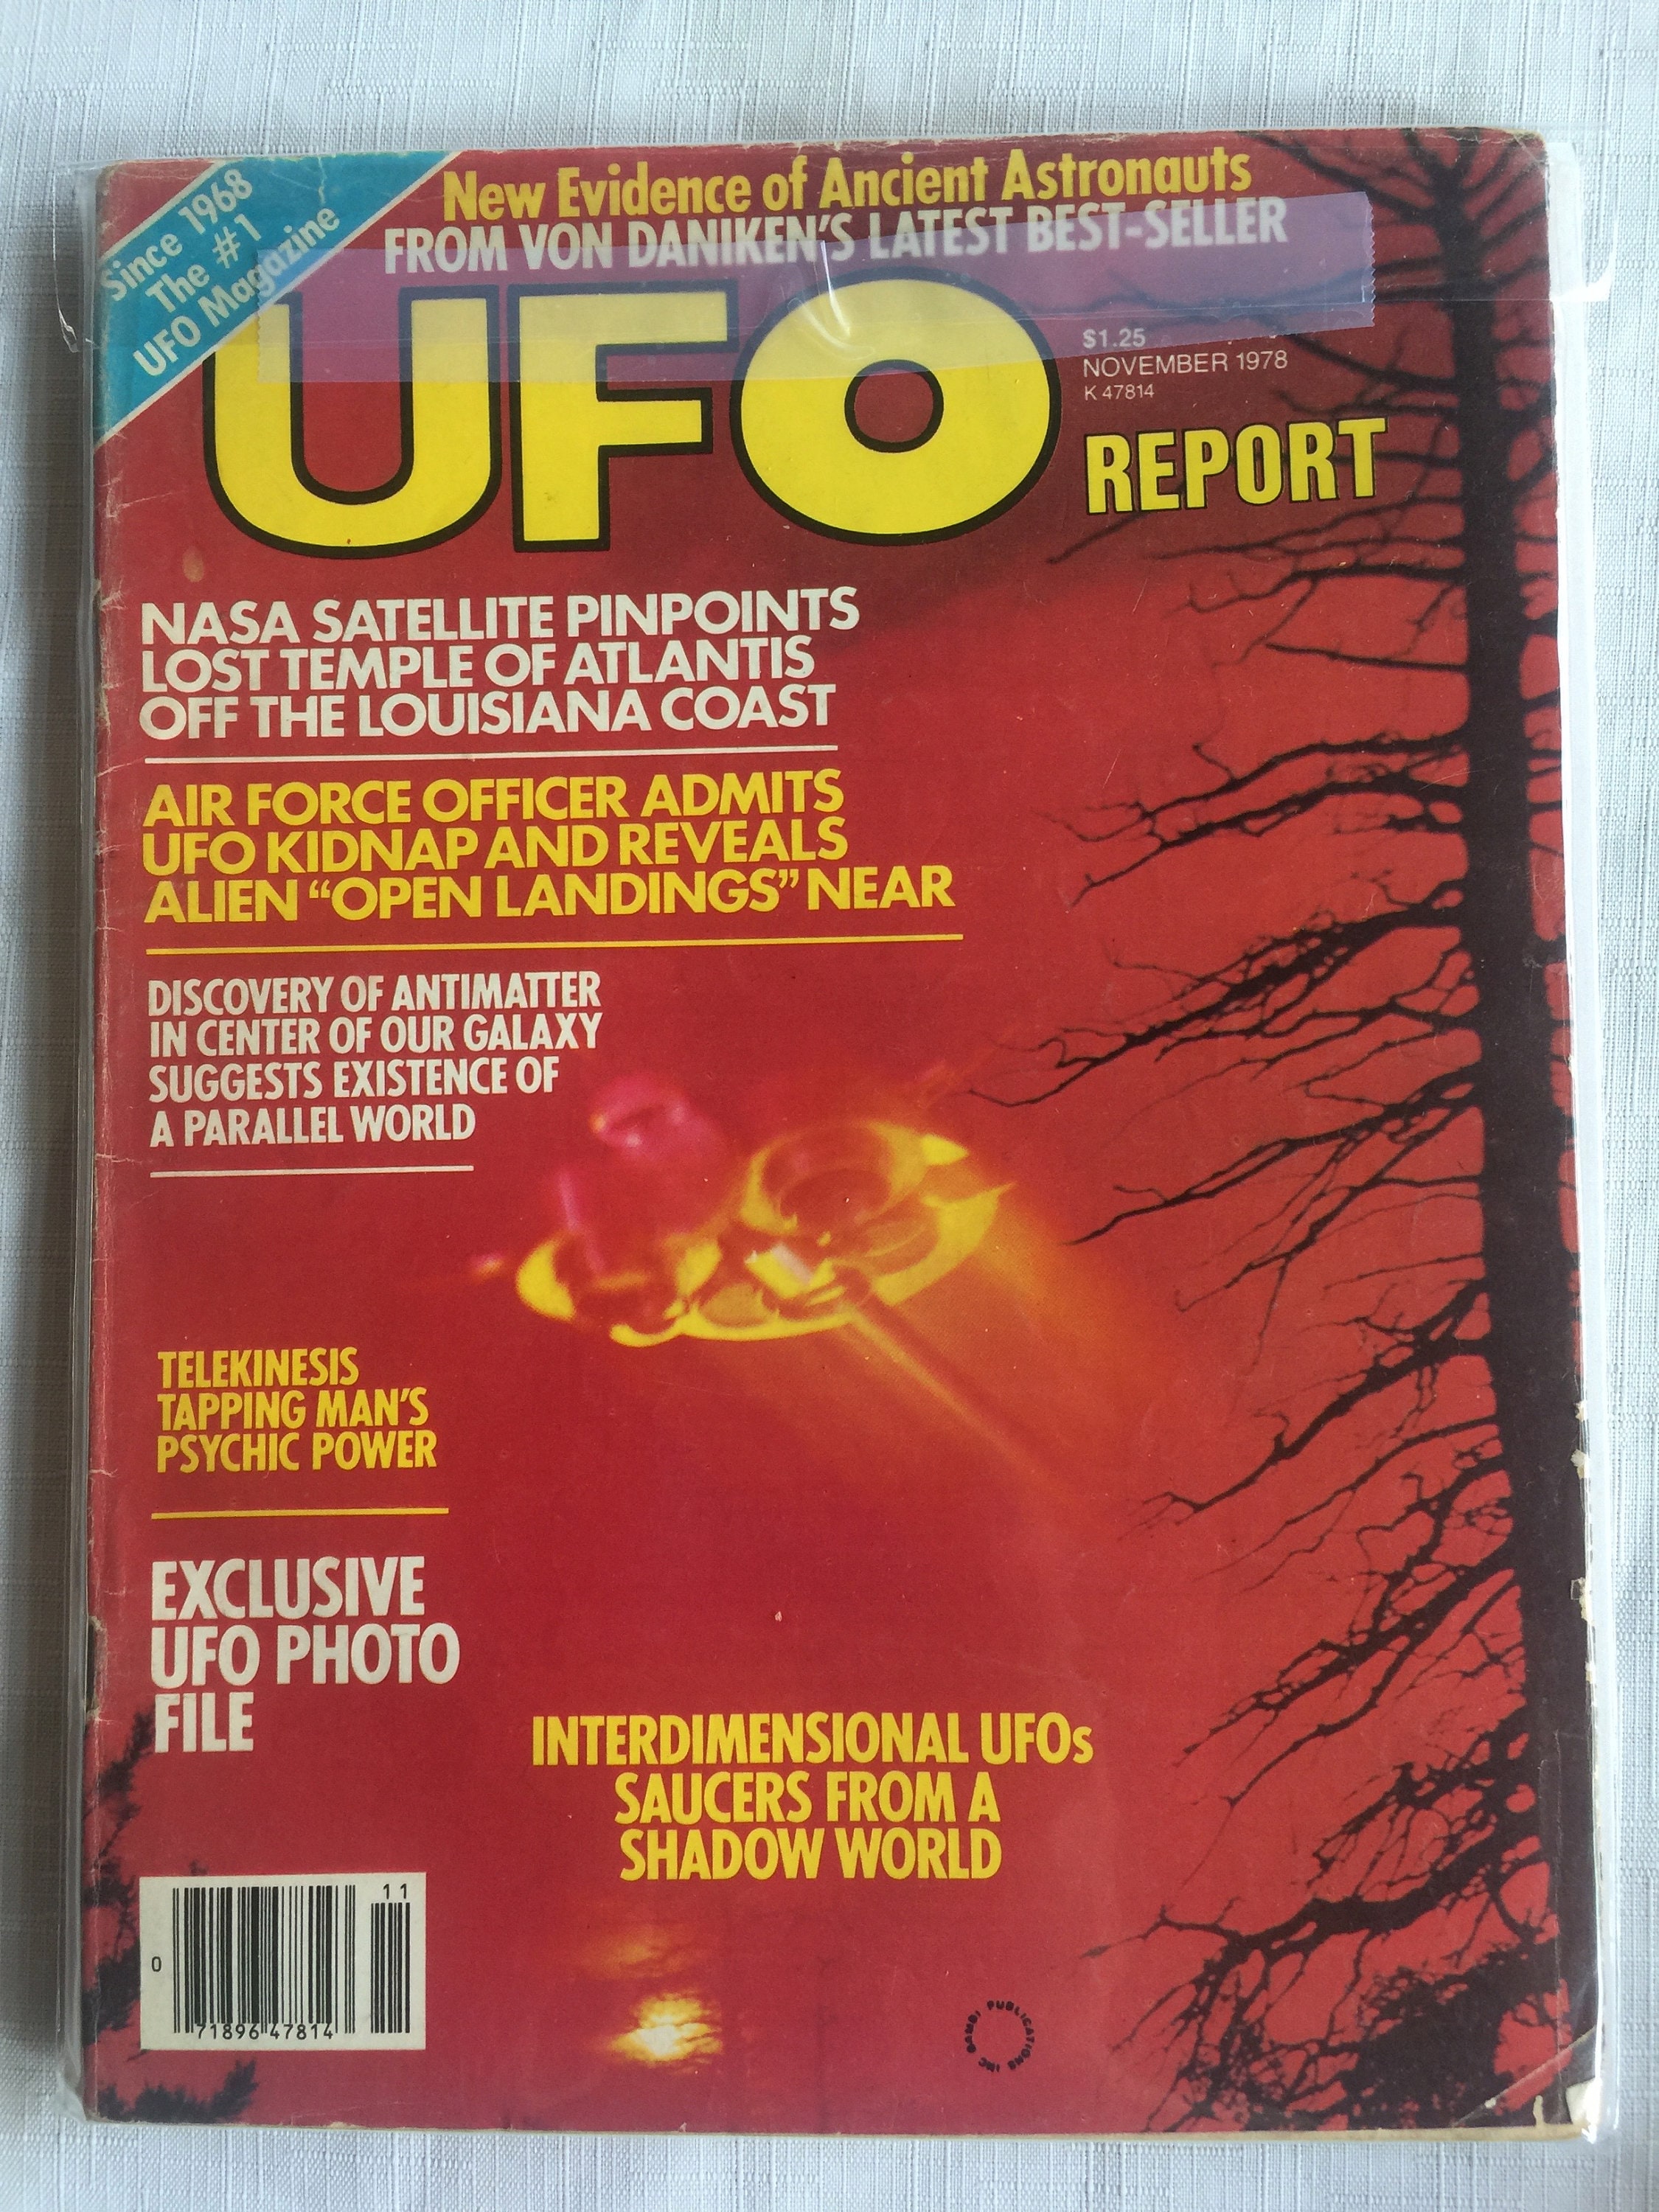 Since 1968
The #1
UFO Magazine
New Evidence of Ancient Astronauts
FROM VON DANIKEN'S LATEST BEST-SELLER
UFO
$1.25
NOVEMBER 1978
K 47814
REPORT
NASA SATELLITE PINPOINTS
LOST TEMPLE OF ATLANTIS
OFF THE LOUISIANA COAST
AIR FORCE OFFICER ADMITS
UFO KIDNAP AND REVEALS
ALIEN “OPEN LANDINGS” NEAR
DISCOVERY OF ANTIMATTER
IN CENTER OF OUR GALAXY
SUGGESTS EXISTENCE OF
A PARALLEL WORLD
TELEKINESIS
TAPPING MAN'S
PSYCHIC POWER
EXCLUSIVE
UFO PHOTO
FILE
INTERDIMENSIONAL UFOs
SAUCERS FROM A
SHADOW WORLD
11
0
71896 47814
GAMBI PUBLICATIONS INC